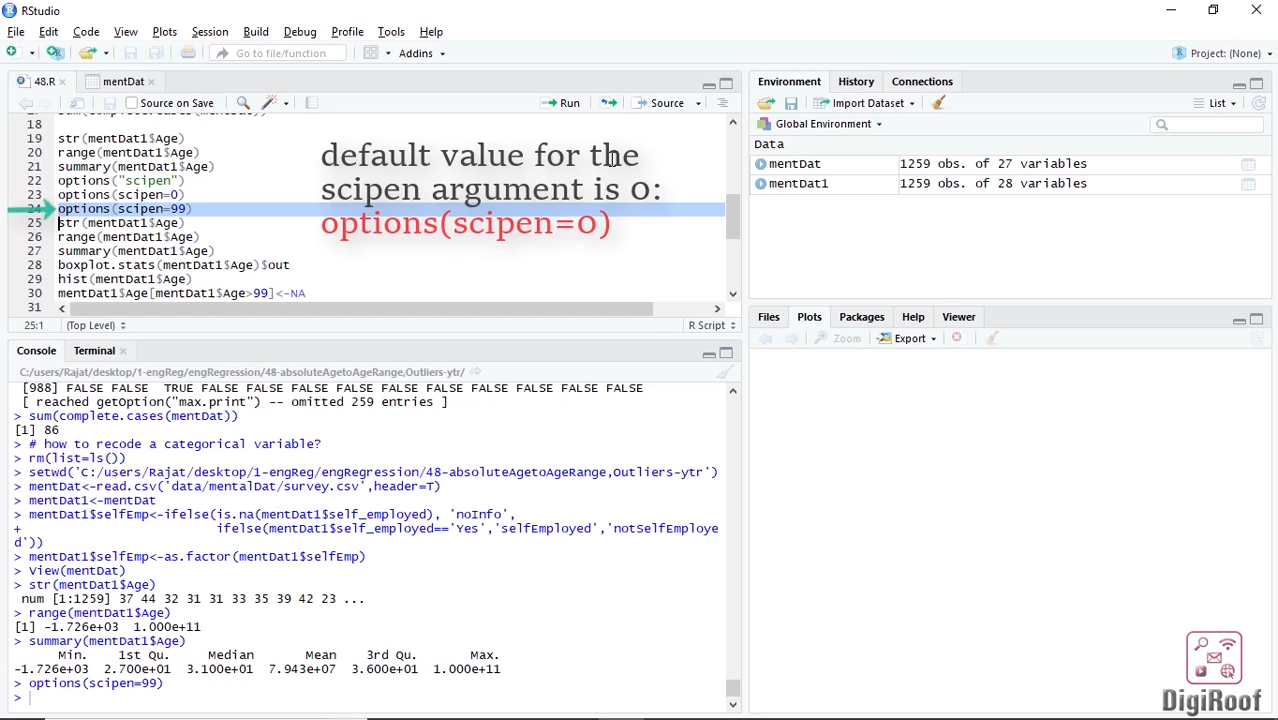 RStudio
File Edit Code View Plots Session Build Debug Profile Tools Help
Go to file/function Addins Project: (None)
48.R mentDat
Source on Save Run Source
18
19 str(mentDat1$Age)
20 range(mentDat1$Age)
21 summary(mentDat1$Age)
22 options("scipen")
23 options(scipen=0)
24 options(scipen=99)
25 str(mentDat1$Age)
26 range(mentDat1$Age)
27 summary(mentDat1$Age)
28 boxplot.stats(mentDat1$Age)$out
29 hist(mentDat1$Age)
30 mentDat1$Age[mentDat1$Age>99]<-NA
31
default value for the
scipen argument is 0:
options(scipen=0)
25:1 (Top Level) R Script
Console Terminal
C:/users/Rajat/desktop/1-engReg/engRegression/48-absoluteAgetoAgeRange,Outliers-ytr/
[988] FALSE FALSE TRUE FALSE FALSE FALSE FALSE FALSE FALSE FALSE FALSE FALSE
[ reached getOption("max.print") -- omitted 259 entries ]
> sum(complete.cases(mentDat))
[1] 86
> # how to recode a categorical variable?
> rm(list=ls())
> setwd('C:/users/Rajat/desktop/1-engReg/engRegression/48-absoluteAgetoAgeRange,Outliers-ytr')
> mentDat<-read.csv('data/mentalDat/survey.csv',header=T)
> mentDat1<-mentDat
> mentDat1$selfEmp<-ifelse(is.na(mentDat1$self_employed), 'noInfo',
+ ifelse(mentDat1$self_employed=='Yes','selfEmployed','notSelfEmploye
d'))
> mentDat1$selfEmp<-as.factor(mentDat1$selfEmp)
> View(mentDat)
> str(mentDat1$Age)
num [1:1259] 37 44 32 31 31 33 35 39 42 23 ...
> range(mentDat1$Age)
[1] -1.726e+03 1.000e+11
> summary(mentDat1$Age)
Min. 1st Qu. Median Mean 3rd Qu. Max.
-1.726e+03 2.700e+01 3.100e+01 7.943e+07 3.600e+01 1.000e+11
> options(scipen=99)
>
Environment History Connections
Import Dataset List
Global Environment
Data
mentDat 1259 obs. of 27 variables
mentDat1 1259 obs. of 28 variables
Files Plots Packages Help Viewer
Zoom Export
DigiRoof